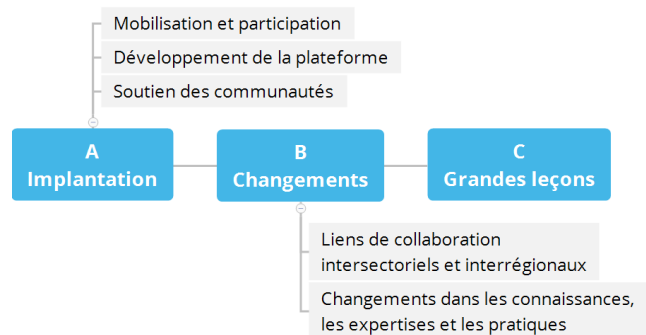 Mobilisation et participation
Développement de la plateforme
Soutien des communautés
A
Implantation
B
Changements
C
Grandes leçons
Liens de collaboration
intersectoriels et interrégionaux
Changements dans les connaissances,
les expertises et les pratiques